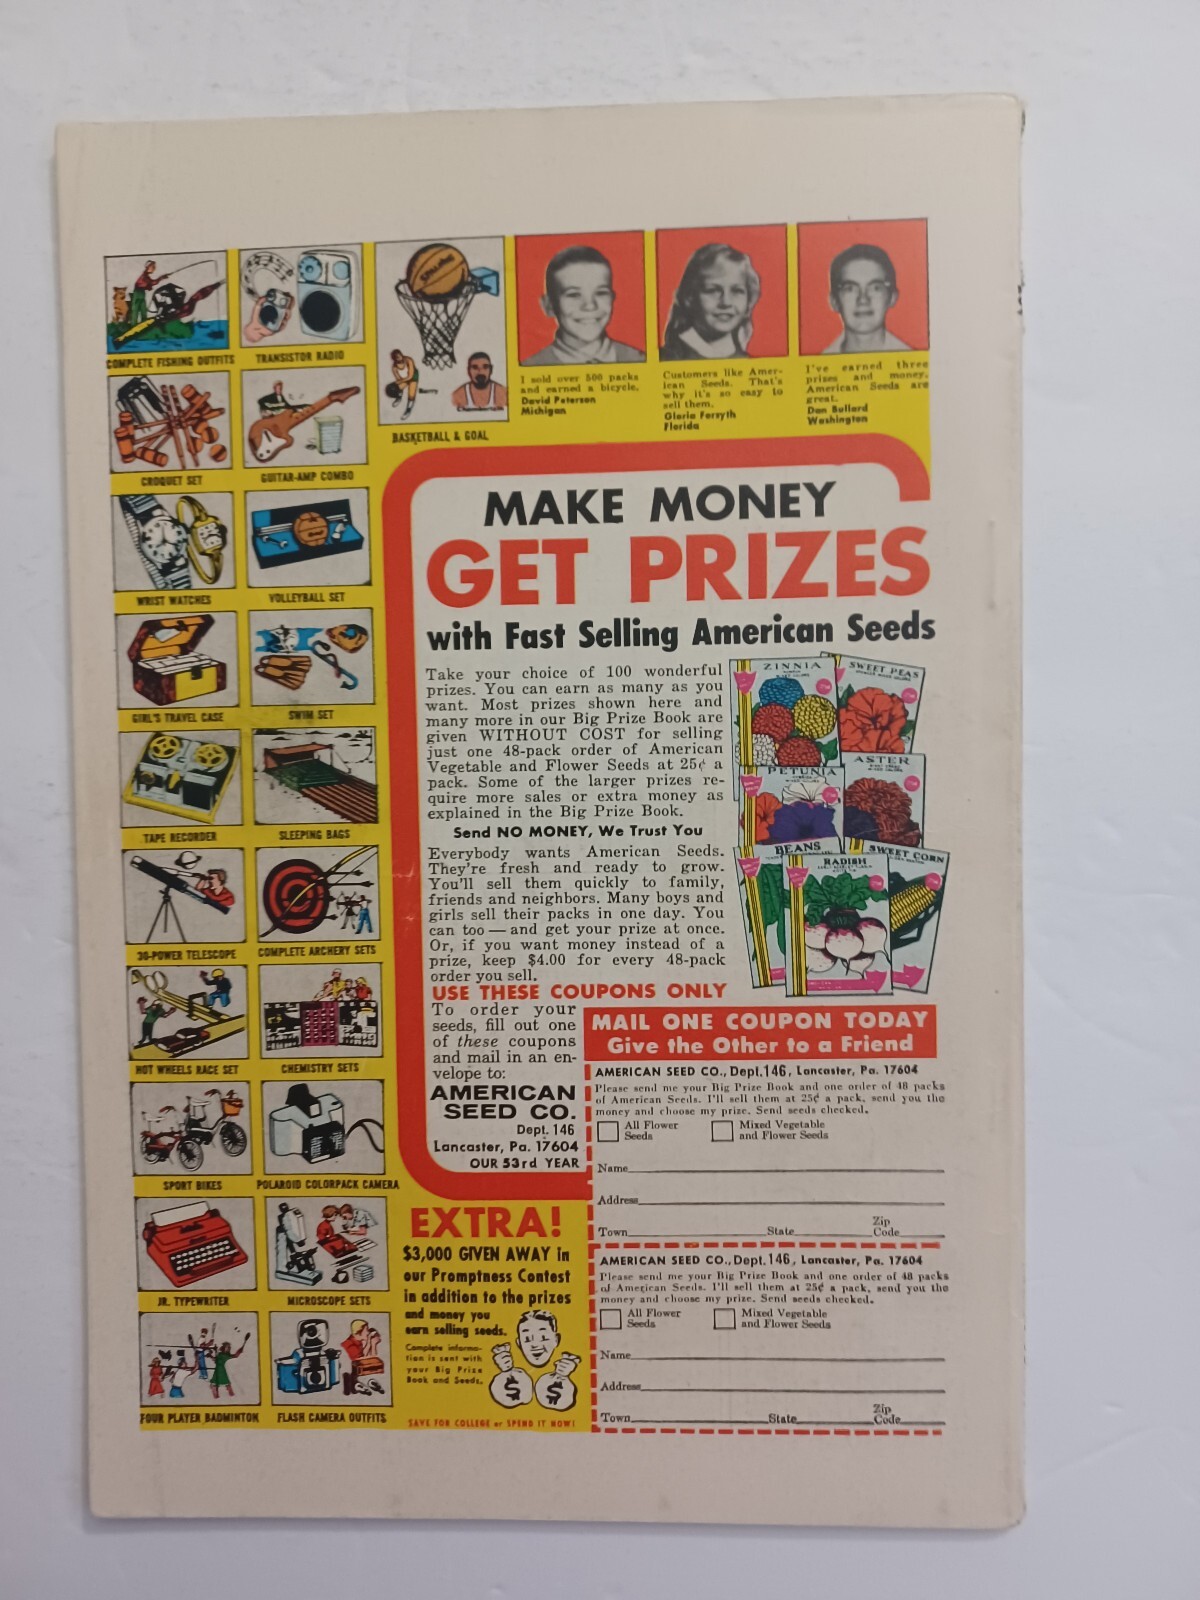 COMPLETE FISHING OUTFITS
TRANSISTOR RADIO
CROQUET SET
GUITAR-AMP COMBO
WRIST WATCHES
VOLLEYBALL SET
GIRL'S TRAVEL CASE
SWIM SET
TAPE RECORDER
SLEEPING BAGS
30-POWER TELESCOPE
COMPLETE ARCHERY SETS
HOT WHEELS RACE SET
CHEMISTRY SETS
SPORT BIKES
POLAROID COLORPACK CAMERA
JR. TYPEWRITER
MICROSCOPE SETS
FOUR PLAYER BADMINTON
FLASH CAMERA OUTFITS
SPALDING
Barry
Chamberlain
BASKETBALL & GOAL
I sold over 500 packs
and earned a bicycle.
David Peterson
Michigan
Customers like Amer-
ican Seeds. That's
why it's so easy to
sell them.
Gloria Forsyth
Florida
I've earned three
prizes and money.
American Seeds are
great.
Dan Bullard
Washington
MAKE MONEY
GET PRIZES
with Fast Selling American Seeds
Take your choice of 100 wonderful
prizes. You can earn as many as you
want. Most prizes shown here and
many more in our Big Prize Book are
given WITHOUT COST for selling
just one 48-pack order of American
Vegetable and Flower Seeds at 25¢ a
pack. Some of the larger prizes re-
quire more sales or extra money as
explained in the Big Prize Book.
Send NO MONEY, We Trust You
Everybody wants American Seeds.
They're fresh and ready to grow.
You'll sell them quickly to family,
friends and neighbors. Many boys and
girls sell their packs in one day. You
can too — and get your prize at once.
Or, if you want money instead of a
prize, keep $4.00 for every 48-pack
order you sell.
USE THESE COUPONS ONLY
To order your
seeds, fill out one
of these coupons
and mail in an en-
velope to:
AMERICAN
SEED CO.
Dept. 146
Lancaster, Pa. 17604
OUR 53rd YEAR
ZINNIA
SWEET PEAS
PETUNIA
ASTER
BEANS
RADISH
SWEET CORN
MAIL ONE COUPON TODAY
Give the Other to a Friend
AMERICAN SEED CO., Dept. 146, Lancaster, Pa. 17604
Please send me your Big Prize Book and one order of 48 packs
of American Seeds. I'll sell them at 25¢ a pack, send you the
money and choose my prize. Send seeds checked.
All Flower
Seeds
Mixed Vegetable
and Flower Seeds
Name
Address
Town State Zip
Code
AMERICAN SEED CO., Dept. 146, Lancaster, Pa. 17604
Please send me your Big Prize Book and one order of 48 packs
of American Seeds. I'll sell them at 25¢ a pack, send you the
money and choose my prize. Send seeds checked.
All Flower
Seeds
Mixed Vegetable
and Flower Seeds
Name
Address
Town State Zip
Code
EXTRA!
$3,000 GIVEN AWAY in
our Promptness Contest
in addition to the prizes
and money you
earn selling seeds.
Complete informa-
tion is sent with
your Big Prize
Book and Seeds.
$ $
SAVE FOR COLLEGE or SPEND IT NOW!